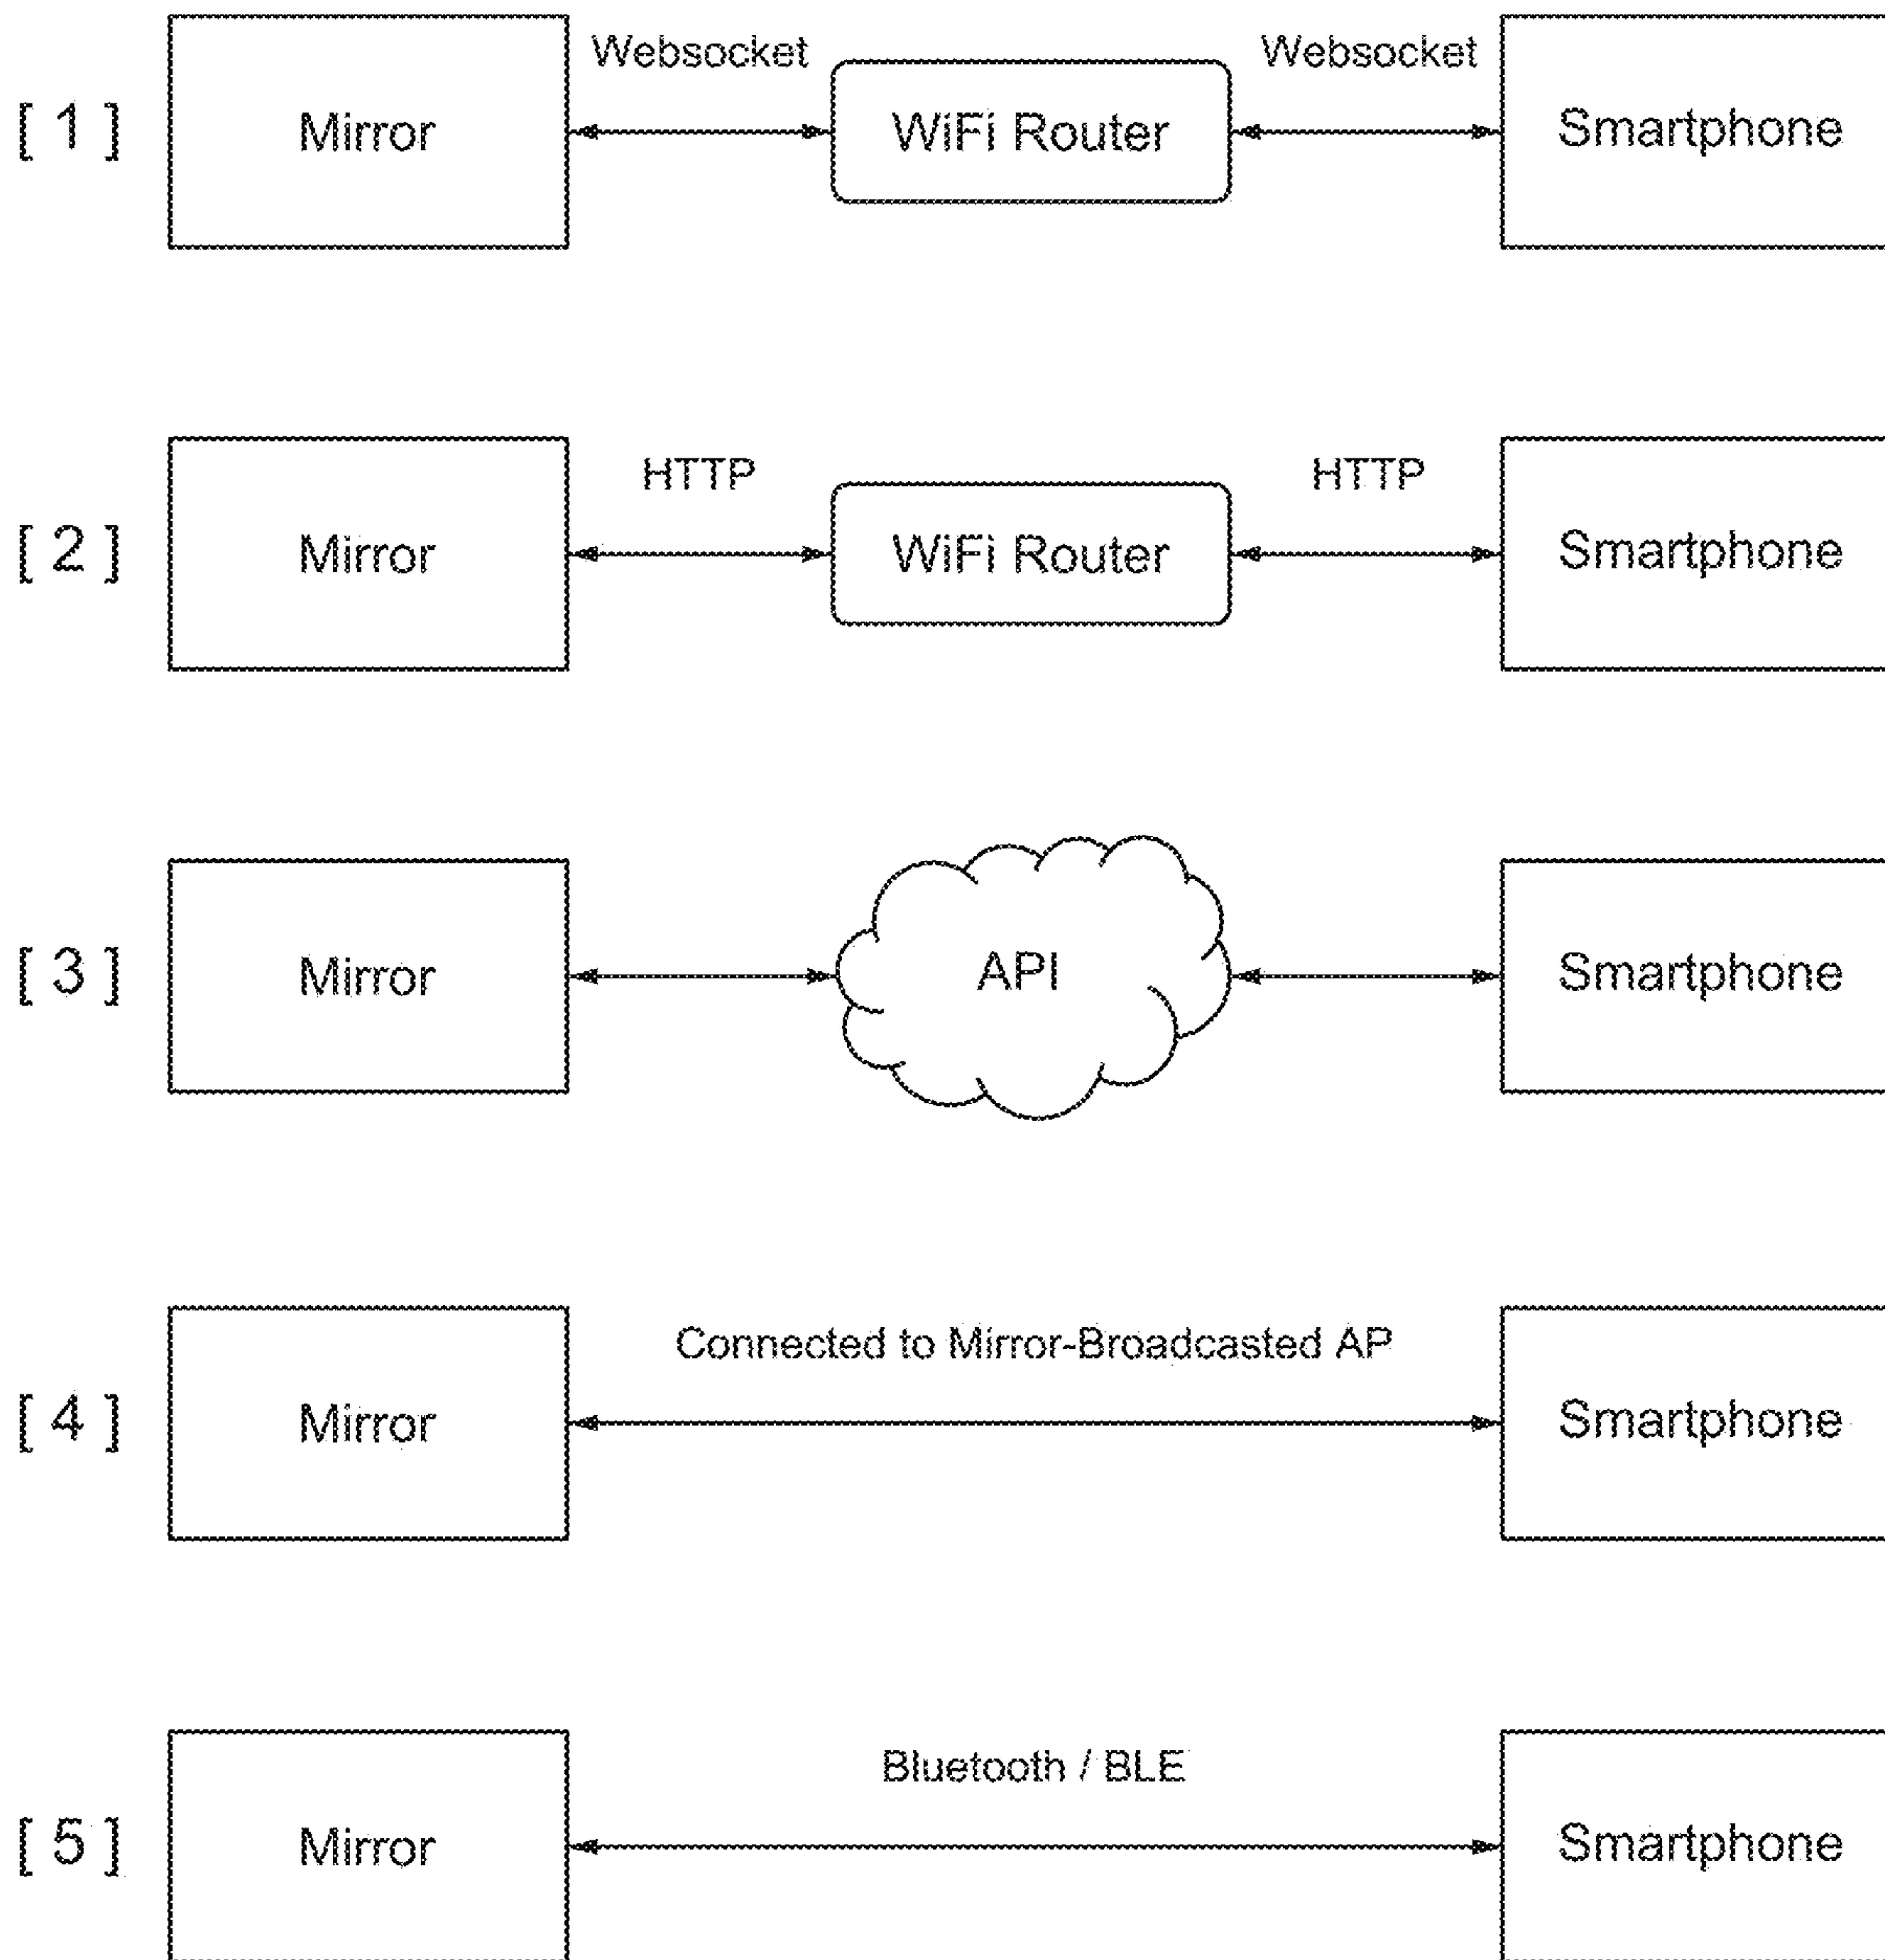 Websocket Websocket
[ 1 ] Mirror WiFi Router Smartphone
HTTP HTTP
[ 2 ] Mirror WiFi Router Smartphone
[ 3 ] Mirror API Smartphone
Connected to Mirror-Broadcasted AP
[ 4 ] Mirror Smartphone
Bluetooth / BLE
[ 5 ] Mirror Smartphone